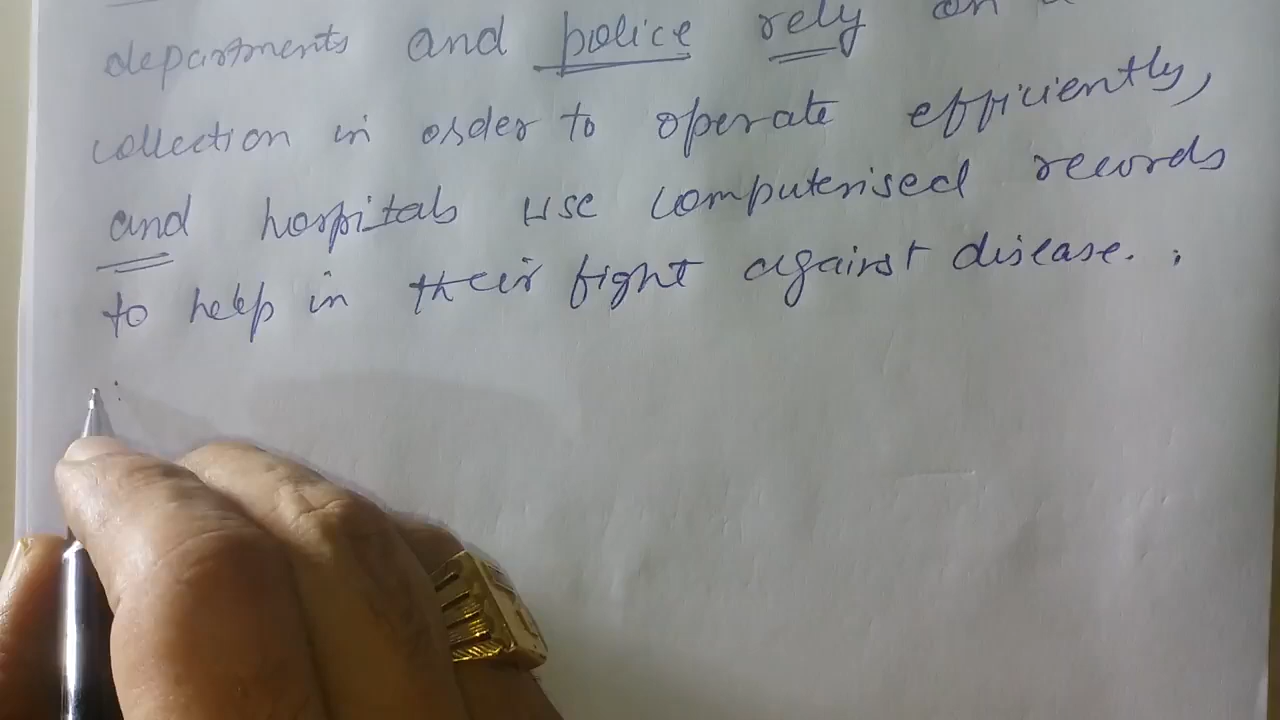 departments and police rely on
collection in order to operate efficiently,
and hospitals use computerised records
to help in their fight against disease.